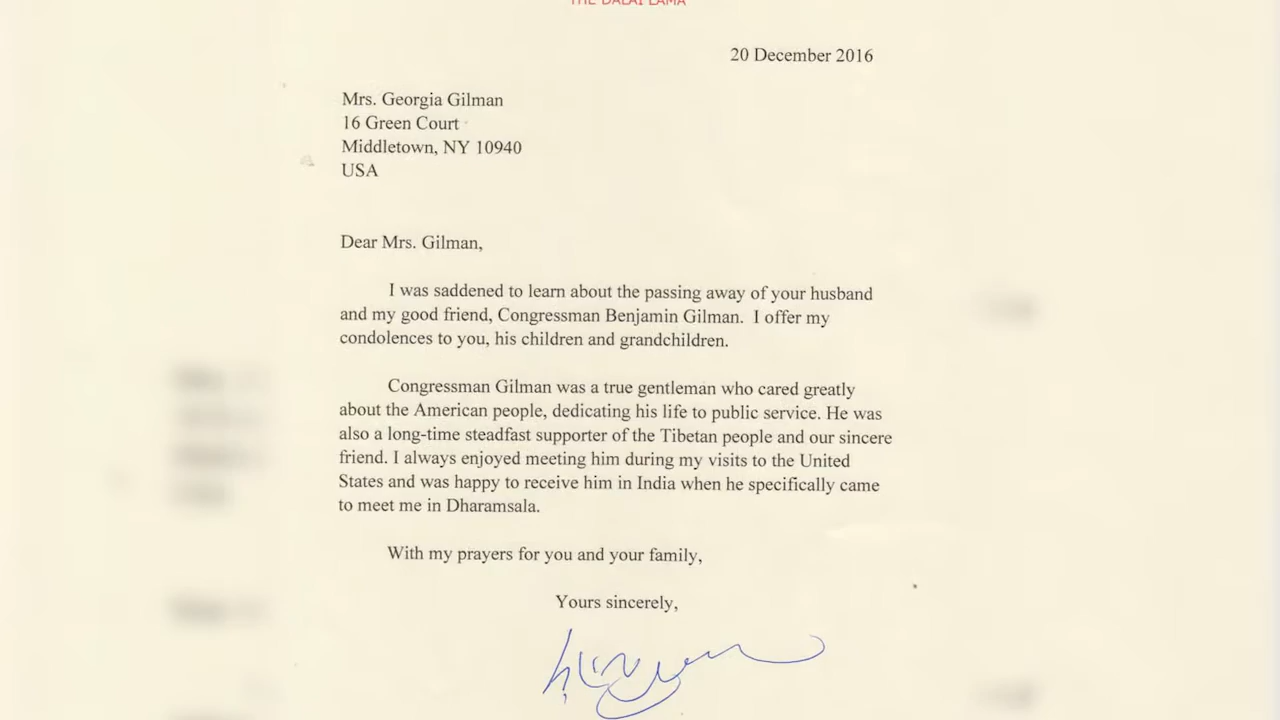 THE DALAI LAMA
20 December 2016
Mrs. Georgia Gilman
16 Green Court
Middletown, NY 10940
USA
Dear Mrs. Gilman,
I was saddened to learn about the passing away of your husband
and my good friend, Congressman Benjamin Gilman. I offer my
condolences to you, his children and grandchildren.
Congressman Gilman was a true gentleman who cared greatly
about the American people, dedicating his life to public service. He was
also a long-time steadfast supporter of the Tibetan people and our sincere
friend. I always enjoyed meeting him during my visits to the United
States and was happy to receive him in India when he specifically came
to meet me in Dharamsala.
With my prayers for you and your family,
Yours sincerely,